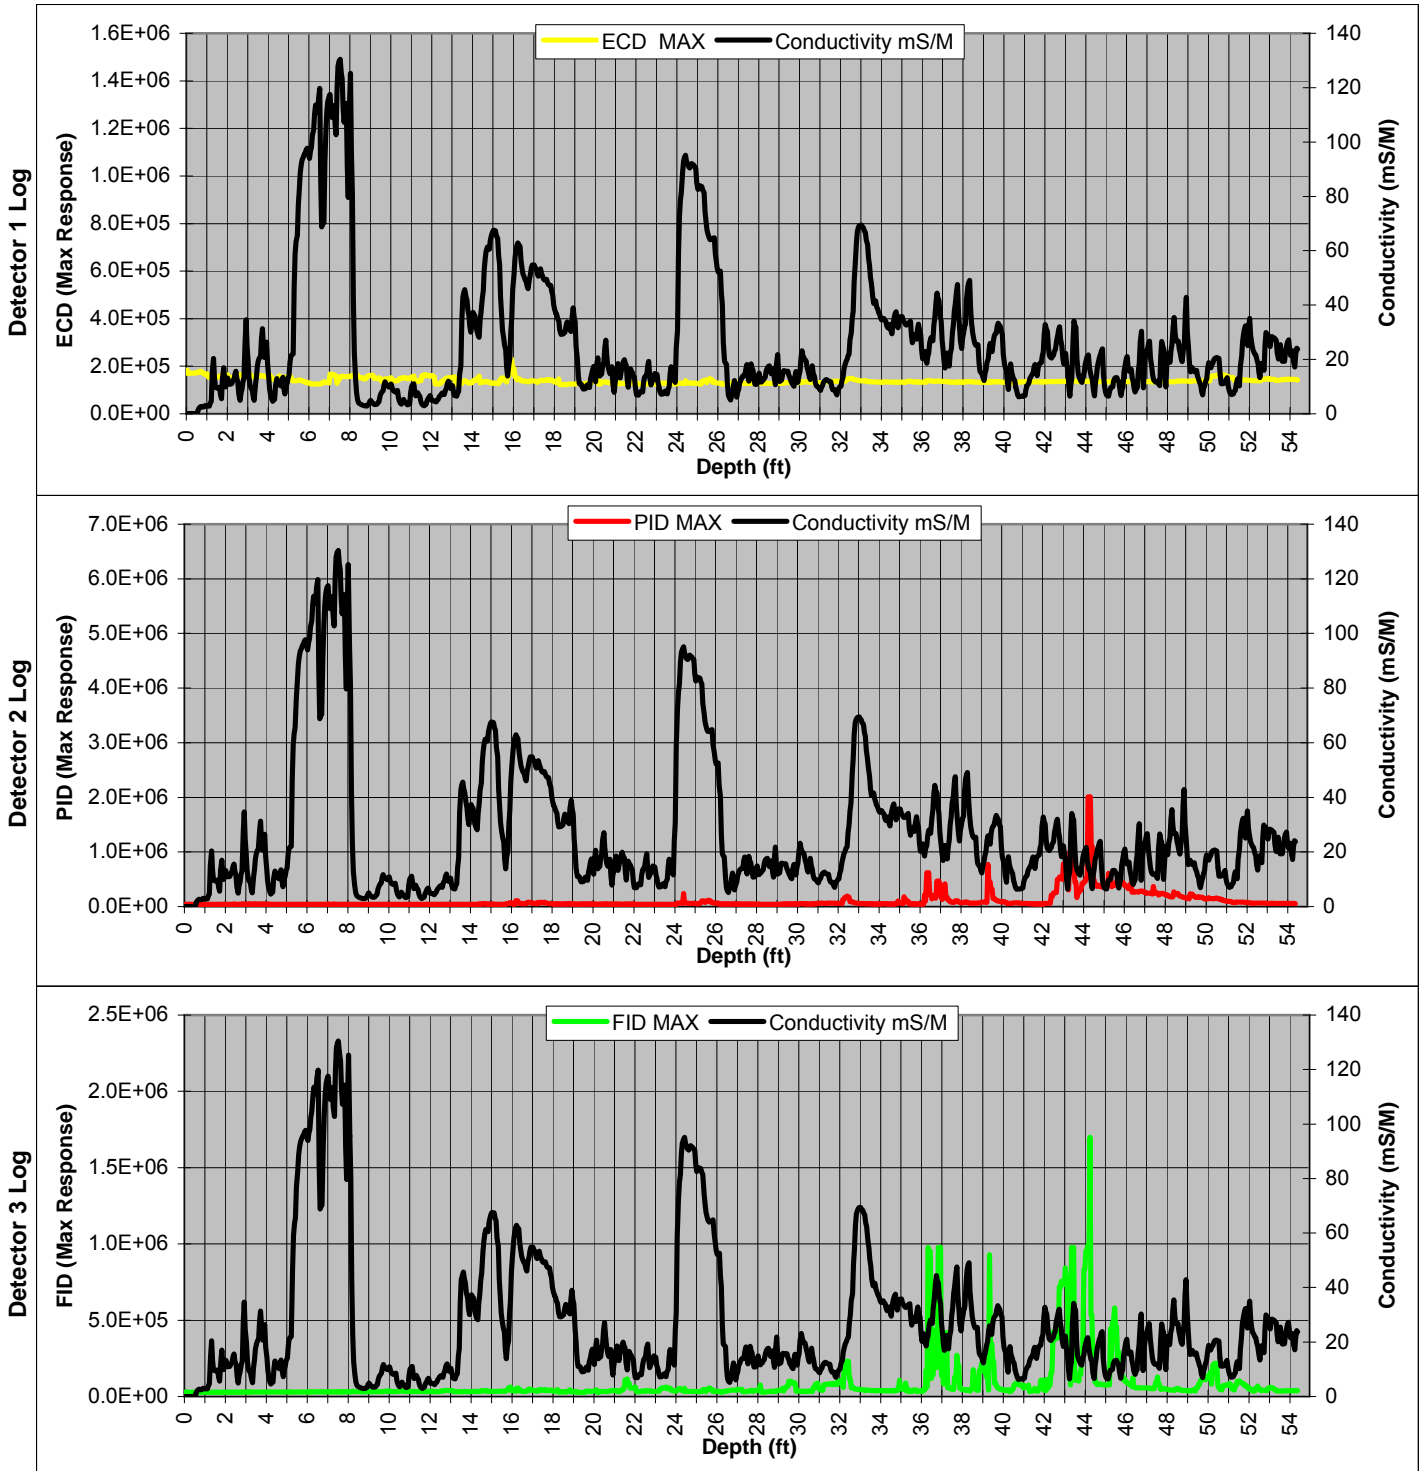 Detector 1 Log
ECD (Max Response)
1.6E+06
1.4E+06
1.2E+06
1.0E+06
8.0E+05
6.0E+05
4.0E+05
2.0E+05
0.0E+00
ECD MAX
Conductivity mS/M
140
120
100
80
60
40
20
0
Conductivity (mS/M)
0 2 4 6 8 10 12 14 16 18 20 22 24 26 28 30 32 34 36 38 40 42 44 46 48 50 52 54
Depth (ft)
Detector 2 Log
PID (Max Response)
7.0E+06
6.0E+06
5.0E+06
4.0E+06
3.0E+06
2.0E+06
1.0E+06
0.0E+00
PID MAX
Conductivity mS/M
140
120
100
80
60
40
20
0
Conductivity (mS/M)
0 2 4 6 8 10 12 14 16 18 20 22 24 26 28 30 32 34 36 38 40 42 44 46 48 50 52 54
Depth (ft)
Detector 3 Log
FID (Max Response)
2.5E+06
2.0E+06
1.5E+06
1.0E+06
5.0E+05
0.0E+00
FID MAX
Conductivity mS/M
140
120
100
80
60
40
20
0
Conductivity (mS/M)
0 2 4 6 8 10 12 14 16 18 20 22 24 26 28 30 32 34 36 38 40 42 44 46 48 50 52 54
Depth (ft)